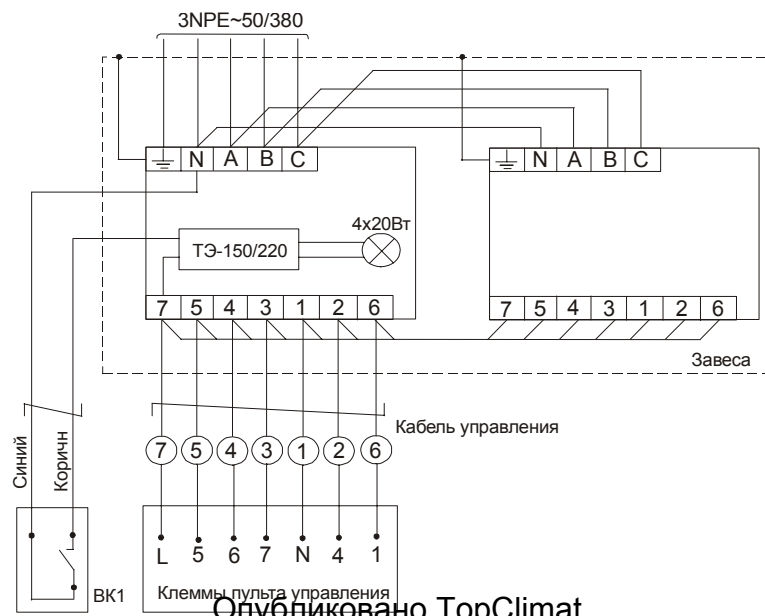 3NPE~50/380
N A B C
N A B C
4x20Вт
ТЭ-150/220
7 5 4 3 1 2 6
7 5 4 3 1 2 6
Завеса
Кабель управления
Синий
Коричн
7 5 4 3 1 2 6
L 5 6 7 N 4 1
ВК1
Клеммы пульта управления
Опубликовано TopClimat